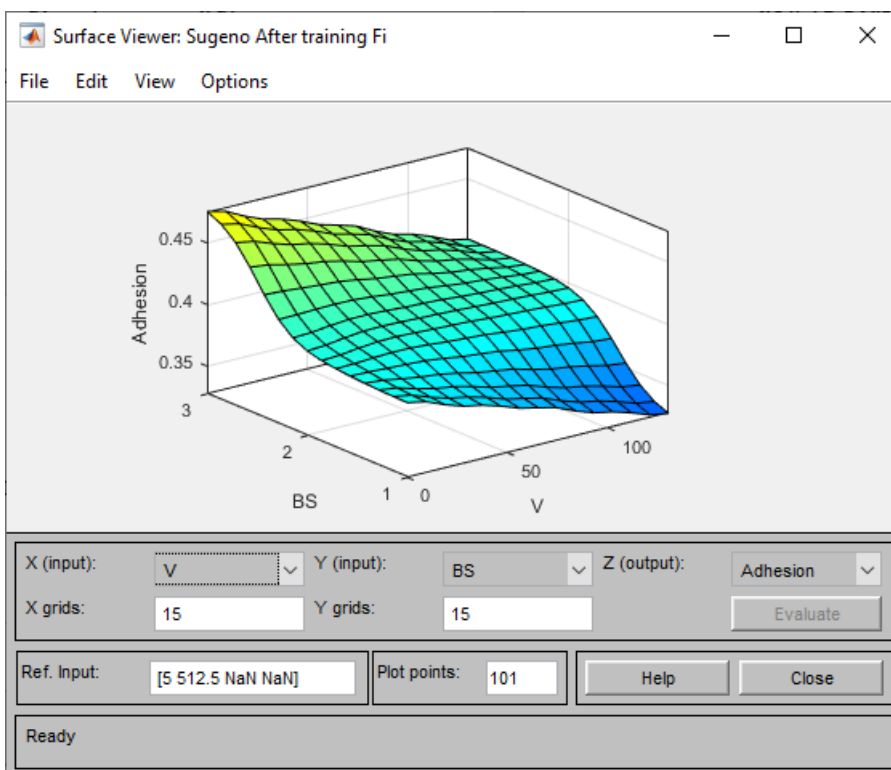 Surface Viewer: Sugeno After training Fi
File Edit View Options
0.45
0.4
0.35
Adhesion
3
2
1
BS
0
50
100
V
X (input): V Y (input): BS Z (output): Adhesion
X grids: 15 Y grids: 15 Evaluate
Ref. Input: [5 512.5 NaN NaN] Plot points: 101 Help Close
Ready